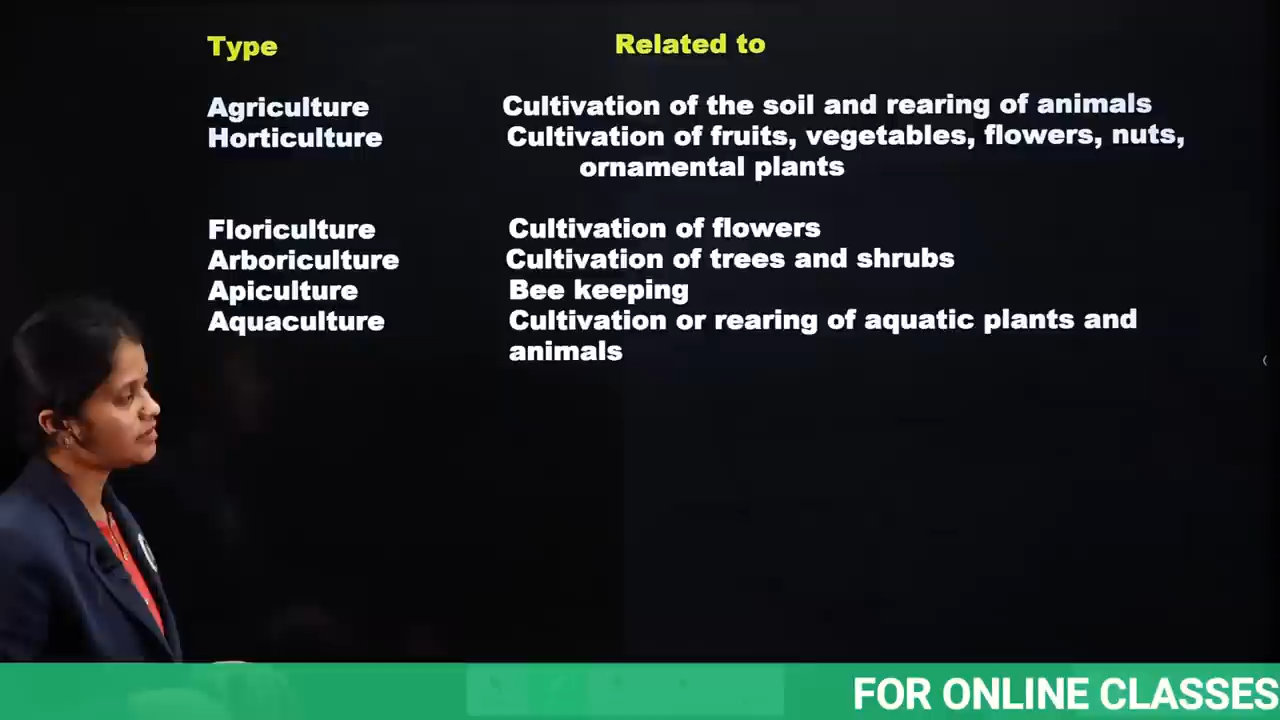 Type Related to
Agriculture Cultivation of the soil and rearing of animals
Horticulture Cultivation of fruits, vegetables, flowers, nuts,
ornamental plants
Floriculture Cultivation of flowers
Arboriculture Cultivation of trees and shrubs
Apiculture Bee keeping
Aquaculture Cultivation or rearing of aquatic plants and
animals
FOR ONLINE CLASSES